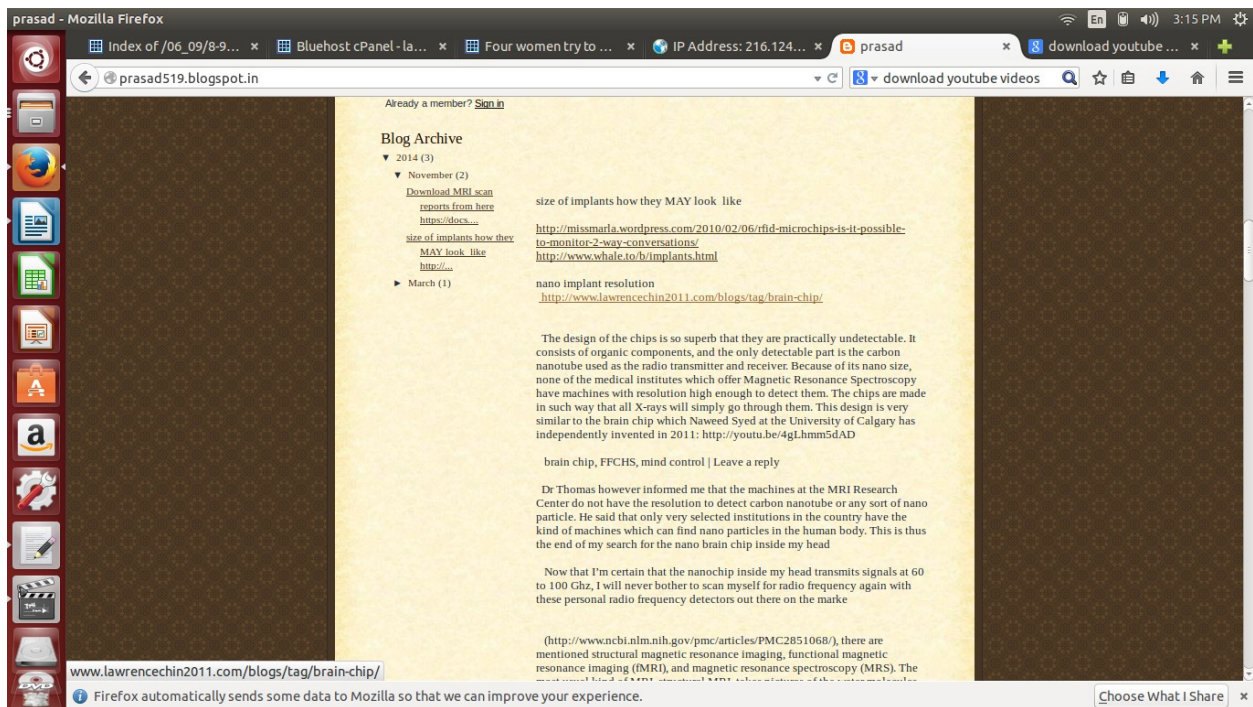 prasad - Mozilla Firefox
En
3:15 PM
Index of /06_09/8-9... ×
Bluehost cPanel - la... ×
Four women try to ... ×
IP Address: 216.124... ×
prasad ×
download youtube ... ×
prasad519.blogspot.in
download youtube videos
Already a member? Sign in
Blog Archive
▼ 2014 (3)
▼ November (2)
Download MRI scan
reports from here
https://docs....
size of implants how they
MAY look like
http://...
► March (1)
size of implants how they MAY look like
http://missmarla.wordpress.com/2010/02/06/rfid-microchips-is-it-possible-
to-monitor-2-way-conversations/
http://www.whale.to/b/implants.html
nano implant resolution
http://www.lawrencechin2011.com/blogs/tag/brain-chip/
The design of the chips is so superb that they are practically undetectable. It
consists of organic components, and the only detectable part is the carbon
nanotube used as the radio transmitter and receiver. Because of its nano size,
none of the medical institutes which offer Magnetic Resonance Spectroscopy
have machines with resolution high enough to detect them. The chips are made
in such way that all X-rays will simply go through them. This design is very
similar to the brain chip which Naweed Syed at the University of Calgary has
independently invented in 2011: http://youtu.be/4gLhmm5dAD
brain chip, FFCHS, mind control | Leave a reply
Dr Thomas however informed me that the machines at the MRI Research
Center do not have the resolution to detect carbon nanotube or any sort of nano
particle. He said that only very selected institutions in the country have the
kind of machines which can find nano particles in the human body. This is thus
the end of my search for the nano brain chip inside my head
Now that I'm certain that the nanochip inside my head transmits signals at 60
to 100 Ghz, I will never bother to scan myself for radio frequency again with
these personal radio frequency detectors out there on the marke
(http://www.ncbi.nlm.nih.gov/pmc/articles/PMC2851068/), there are
mentioned structural magnetic resonance imaging, functional magnetic
resonance imaging (fMRI), and magnetic resonance spectroscopy (MRS). The
most usual kind of MRI, structural MRI, takes pictures of the water molecules
www.lawrencechin2011.com/blogs/tag/brain-chip/
Firefox automatically sends some data to Mozilla so that we can improve your experience.
Choose What I Share ×